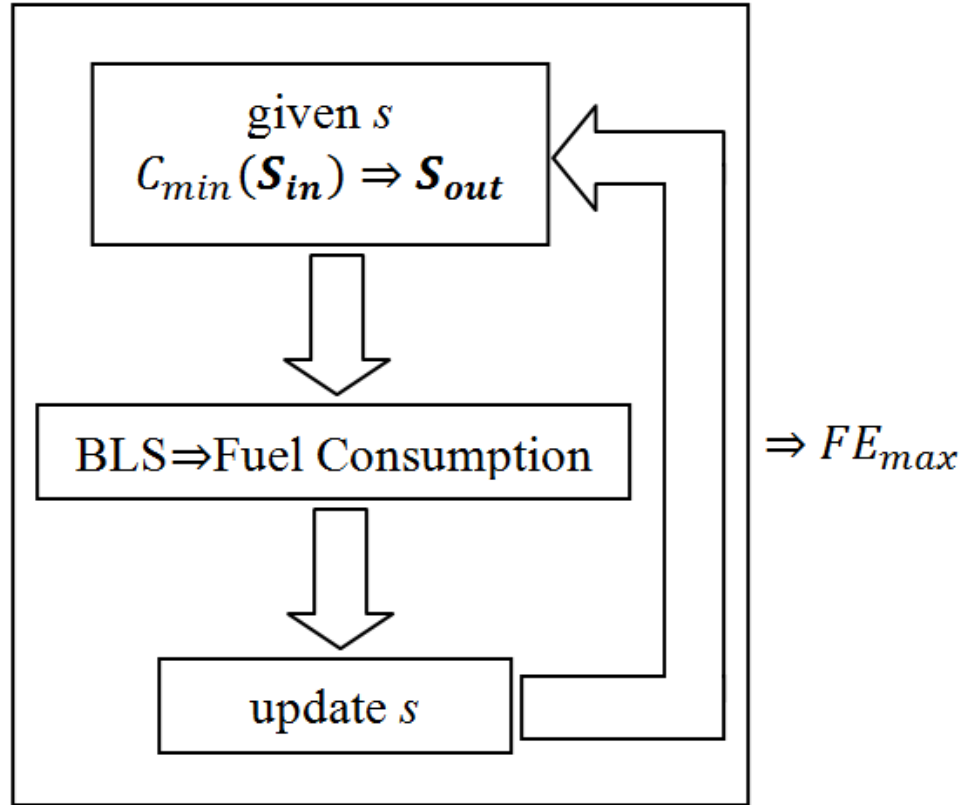 given s
C_min(S_in) ⇒ S_out
BLS⇒Fuel Consumption
⇒ FE_max
update s